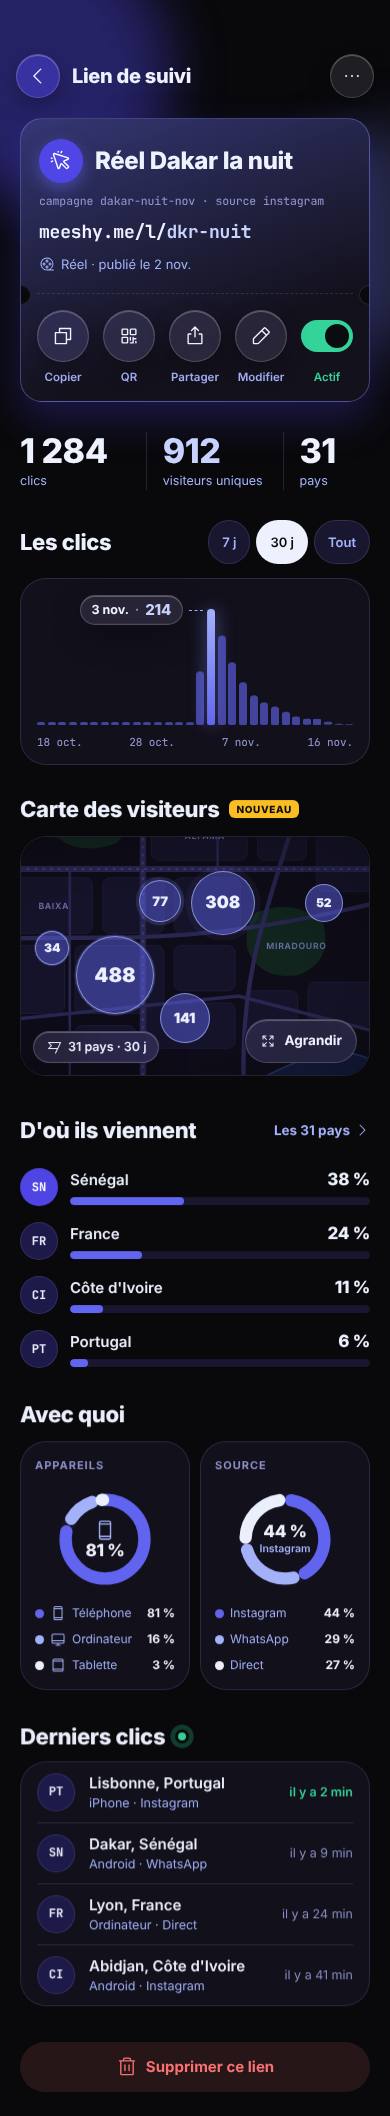 Lien de suivi
Réel Dakar la nuit
campagne dakar-nuit-nov · source instagram
meeshy.me/l/dkr-nuit
Réel · publié le 2 nov.
Copier QR Partager Modifier Actif
1 284 912 31
clics visiteurs uniques pays
Les clics 7 j 30 j Tout
3 nov. · 214
18 oct. 28 oct. 7 nov. 16 nov.
Carte des visiteurs NOUVEAU
77 308 52
BAIXA
34 MIRADOURO
488
141
31 pays · 30 j Agrandir
D'où ils viennent Les 31 pays
SN Sénégal 38 %
FR France 24 %
CI Côte d'Ivoire 11 %
PT Portugal 6 %
Avec quoi
APPAREILS
81 %
Téléphone 81 %
Ordinateur 16 %
Tablette 3 %
SOURCE
44 %
Instagram
Instagram 44 %
WhatsApp 29 %
Direct 27 %
Derniers clics
PT Lisbonne, Portugal il y a 2 min
iPhone · Instagram
SN Dakar, Sénégal il y a 9 min
Android · WhatsApp
FR Lyon, France il y a 24 min
Ordinateur · Direct
CI Abidjan, Côte d'Ivoire il y a 41 min
Android · Instagram
Supprimer ce lien